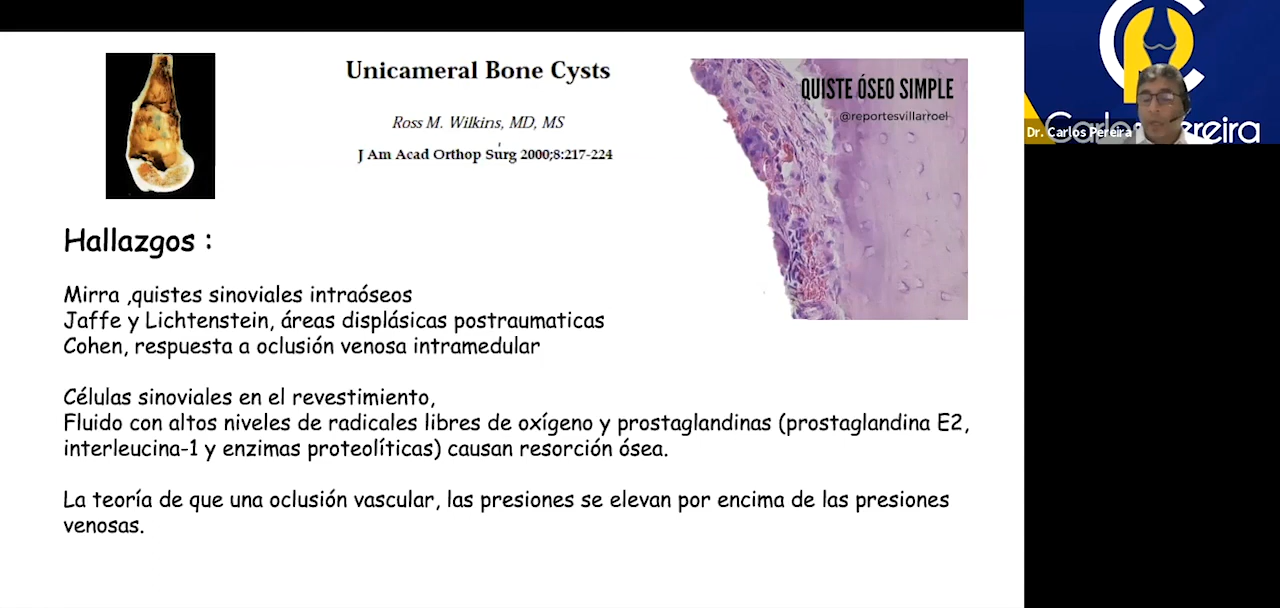 Unicameral Bone Cysts
Ross M. Wilkins, MD, MS
J Am Acad Orthop Surg 2000;8:217-224
QUISTE ÓSEO SIMPLE
@reportesvillarroel
Hallazgos :
Mirra ,quistes sinoviales intraóseos
Jaffe y Lichtenstein, áreas displásicas postraumaticas
Cohen, respuesta a oclusión venosa intramedular
Células sinoviales en el revestimiento,
Fluido con altos niveles de radicales libres de oxígeno y prostaglandinas (prostaglandina E2,
interleucina-1 y enzimas proteolíticas) causan resorción ósea.
La teoría de que una oclusión vascular, las presiones se elevan por encima de las presiones
venosas.
Dr. Carlos Pereira